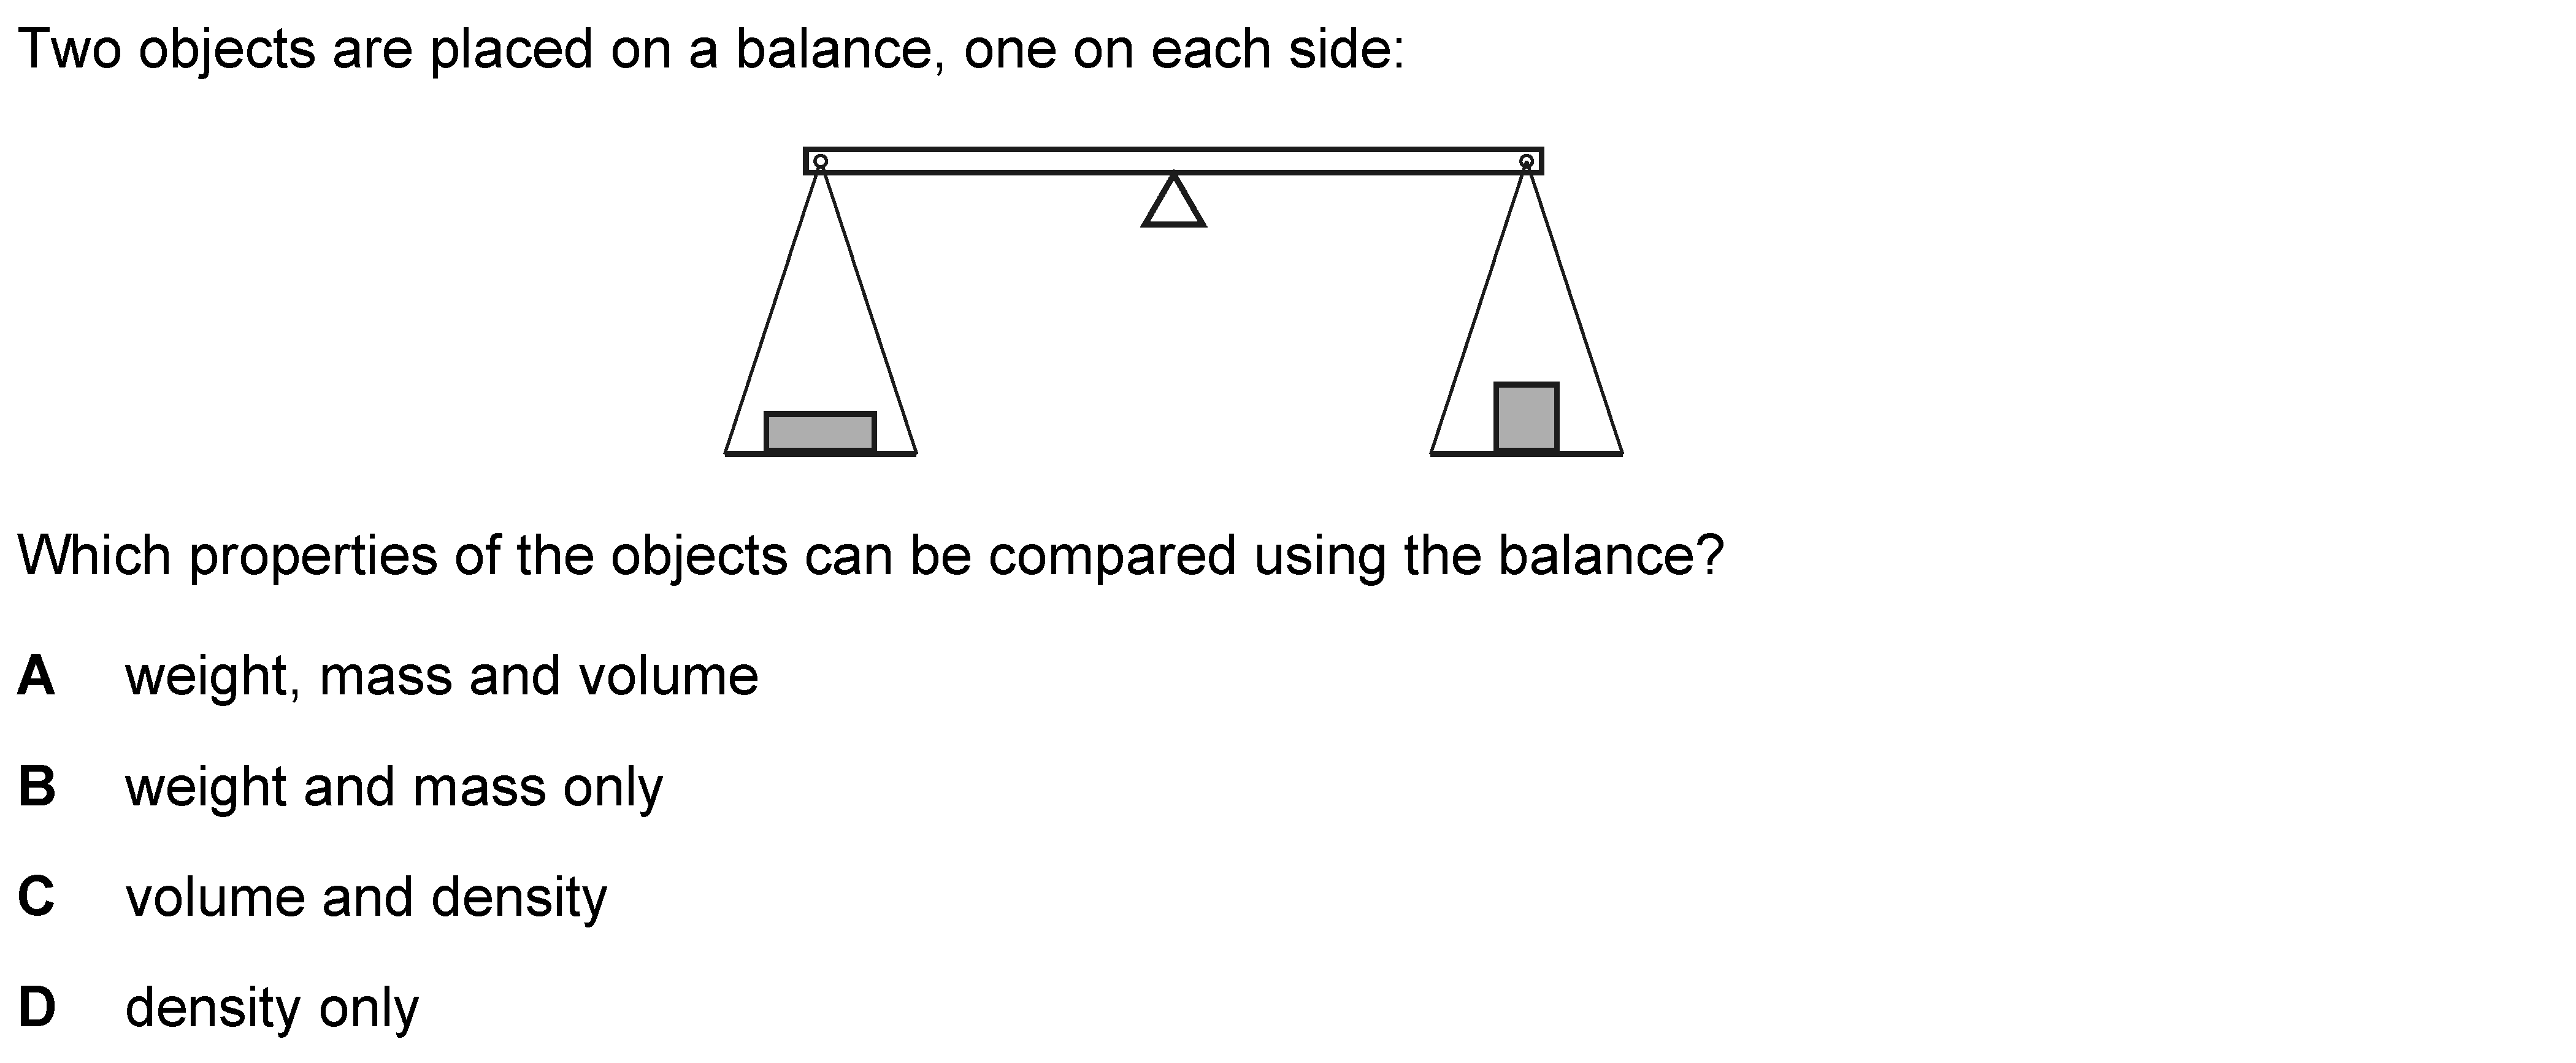 Two objects are placed on a balance, one on each side:
Which properties of the objects can be compared using the balance?
A weight, mass and volume
B weight and mass only
C volume and density
D density only